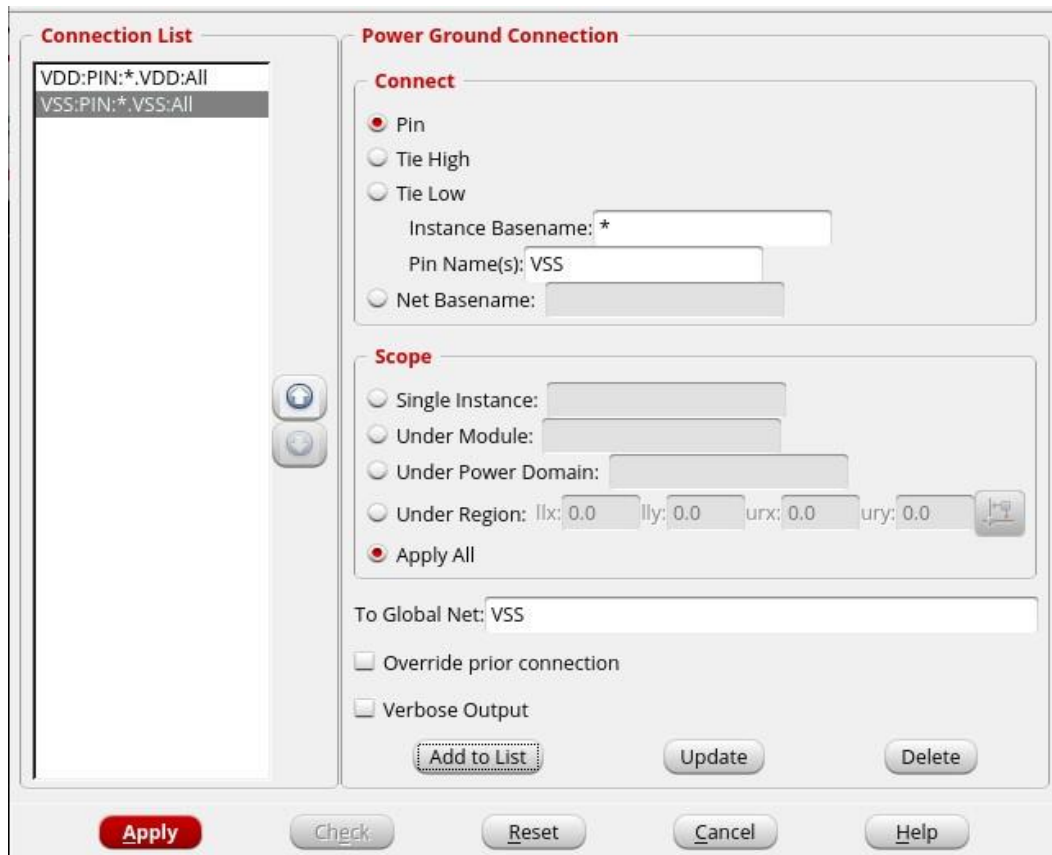 Connection List
VDD:PIN:*.VDD:All
VSS:PIN:*.VSS:All
Power Ground Connection
Connect
Pin
Tie High
Tie Low
Instance Basename: *
Pin Name(s): VSS
Net Basename:
Scope
Single Instance:
Under Module:
Under Power Domain:
Under Region: llx: 0.0 lly: 0.0 urx: 0.0 ury: 0.0
Apply All
To Global Net: VSS
Override prior connection
Verbose Output
Add to List Update Delete
Apply Check Reset Cancel Help